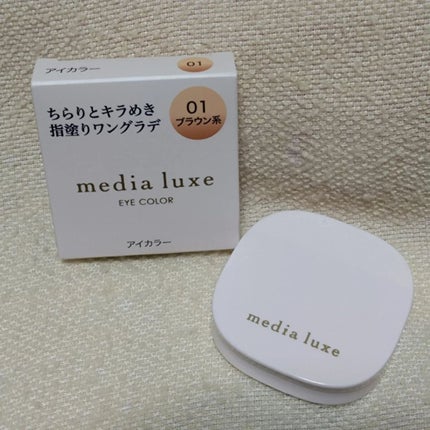 アイカラー 01
ちらりとキラめき
指塗りワングラデ
01
ブラウン系
media luxe
EYE COLOR
アイカラー
media luxe